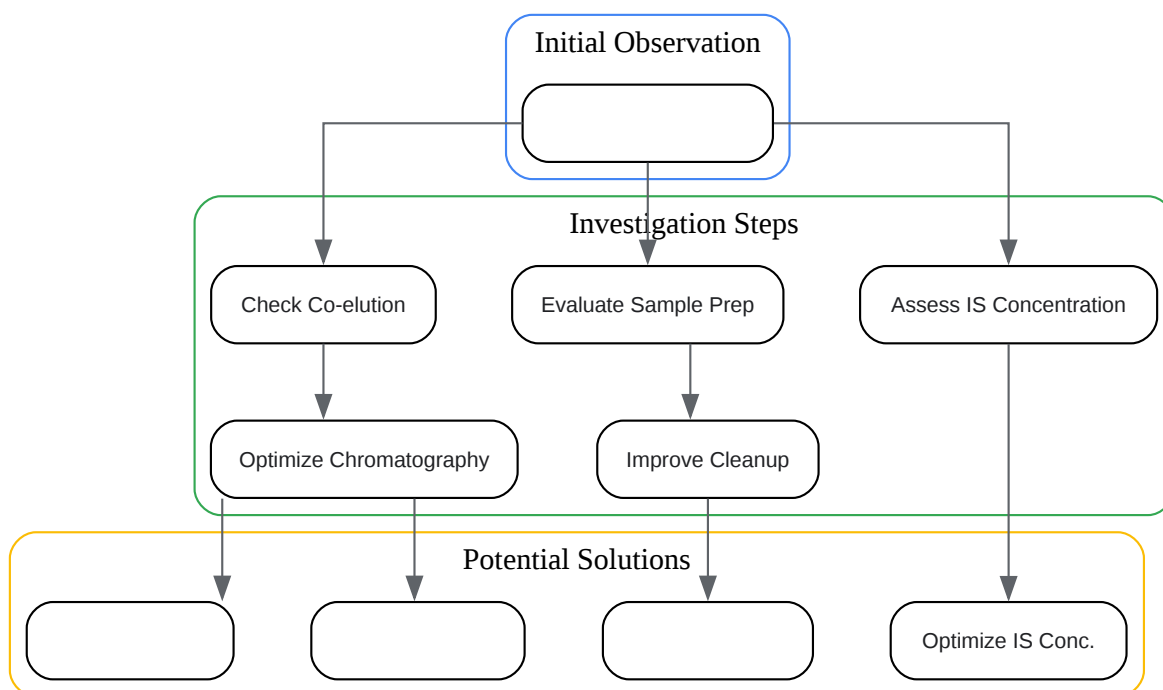 Initial Observation
Investigation Steps
Check Co-elution
Evaluate Sample Prep
Assess IS Concentration
Optimize Chromatography
Improve Cleanup
Potential Solutions
Optimize IS Conc.